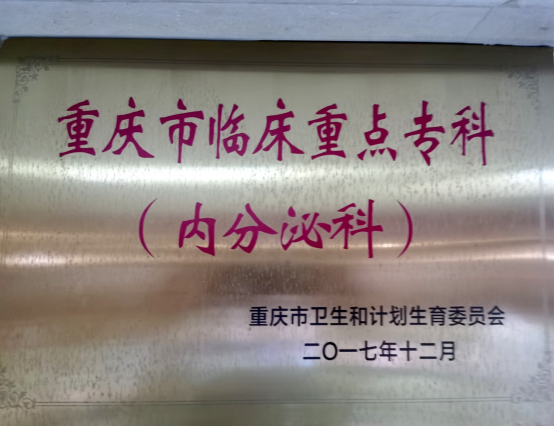 重庆市临床重点专科
（内分泌科）
重庆市卫生和计划生育委员会
二〇一七年十二月